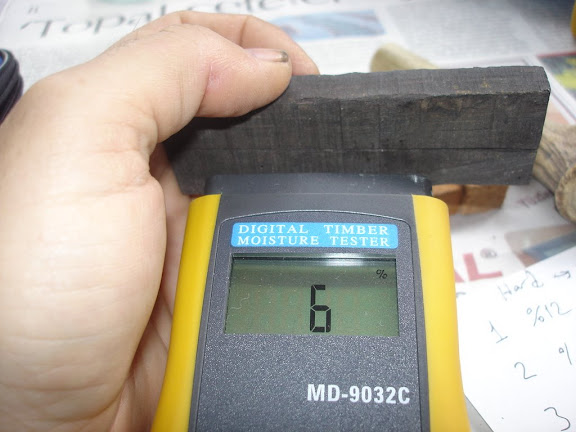 DIGITAL TIMBER
MOISTURE TESTER
%
6
MD-9032C
Hard
1 %12
2 %
3